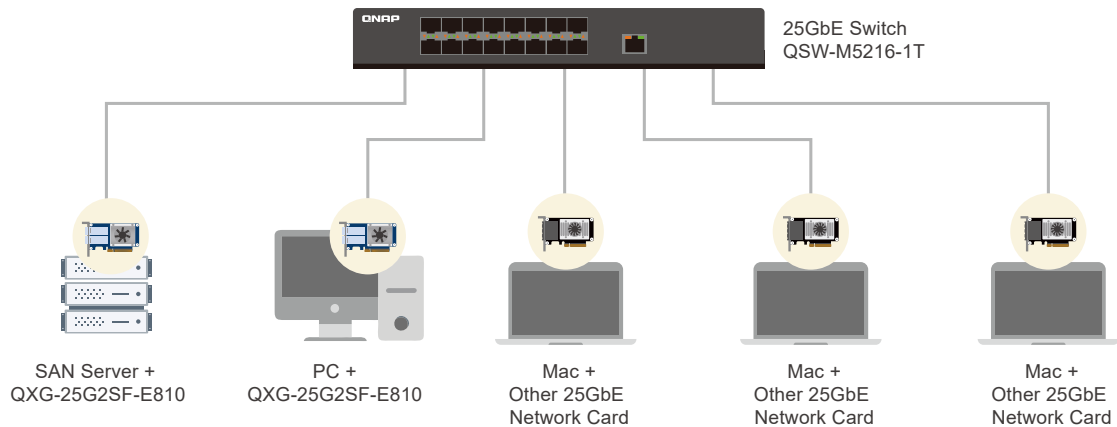 QNAP
25GbE Switch
QSW-M5216-1T
SAN Server +
QXG-25G2SF-E810
PC +
QXG-25G2SF-E810
Mac +
Other 25GbE
Network Card
Mac +
Other 25GbE
Network Card
Mac +
Other 25GbE
Network Card